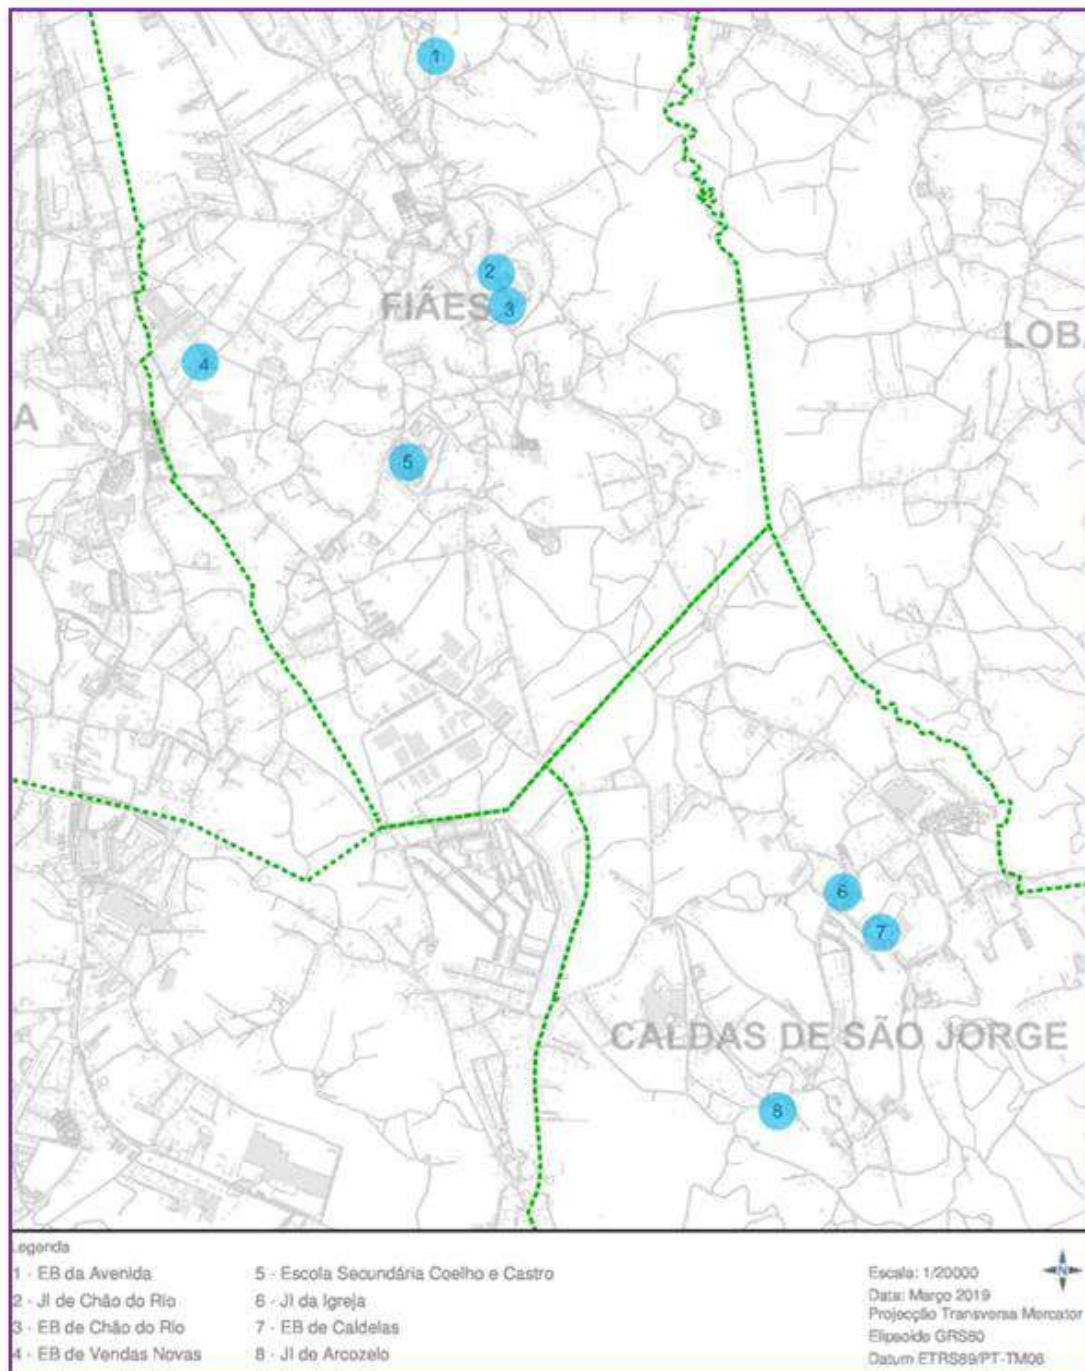 1
2
FIÃES
3
LOBA
4
A
5
6
7
CALDAS DE SÃO JORGE
8
Legenda
1 - EB da Avenida
2 - JI de Chão do Rio
3 - EB de Chão do Rio
4 - EB de Vendas Novas
5 - Escola Secundária Coelho e Castro
6 - JI da Igreja
7 - EB de Caldelas
8 - JI de Arcozelo
N
Escala: 1/20000
Data: Março 2019
Projecção Transversa Mercator
Elipsoide GRS80
Datum ETRS89/PT-TM06